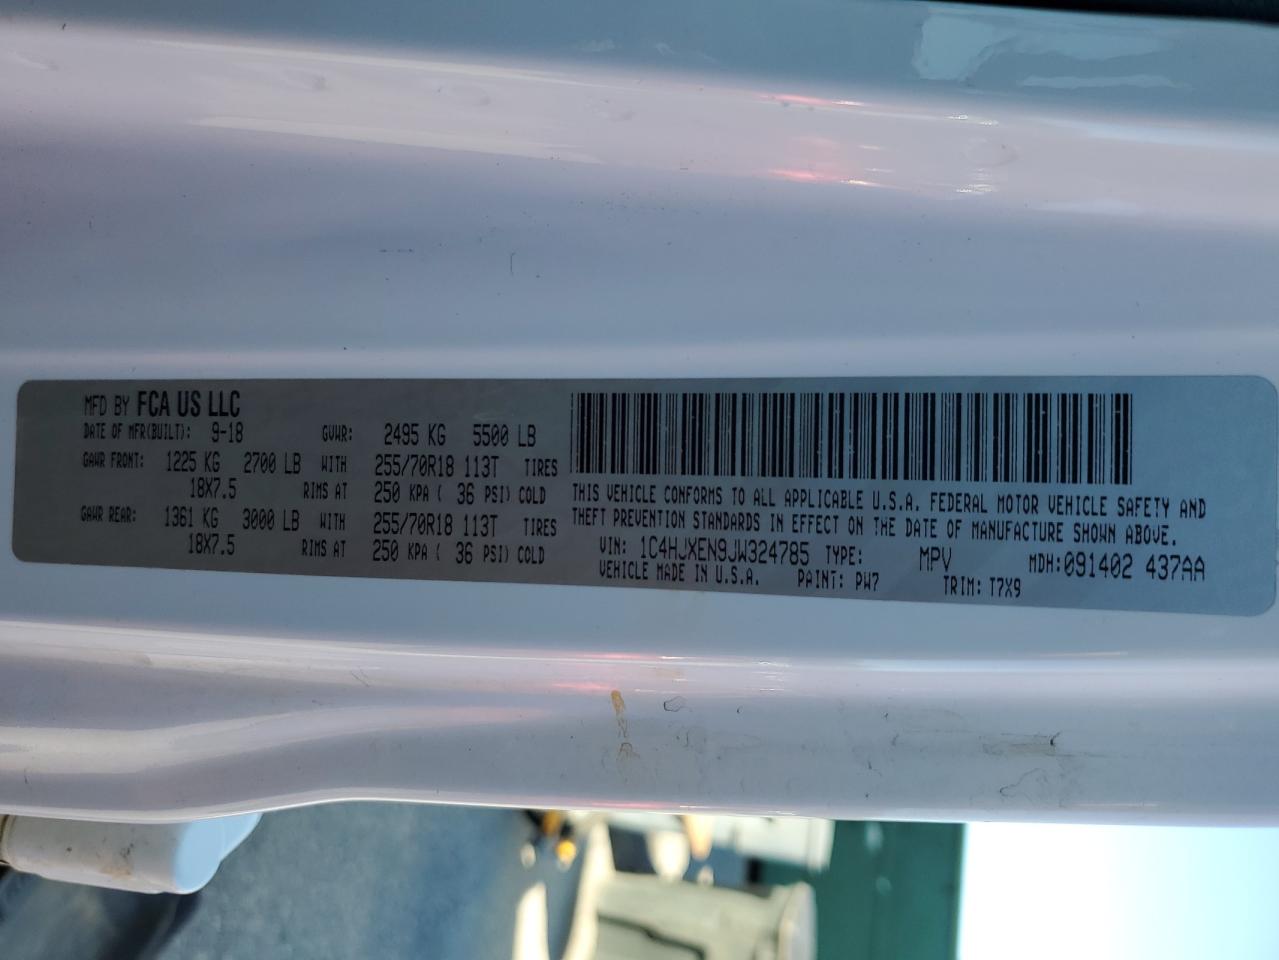 MFD BY FCA US LLC
DATE OF MFR(BUILT): 9-18 GVWR: 2495 KG 5500 LB
GAWR FRONT: 1225 KG 2700 LB WITH 255/70R18 113T TIRES
18X7.5 RIMS AT 250 KPA ( 36 PSI) COLD
GAWR REAR: 1361 KG 3000 LB WITH 255/70R18 113T TIRES
18X7.5 RIMS AT 250 KPA ( 36 PSI) COLD
THIS VEHICLE CONFORMS TO ALL APPLICABLE U.S.A. FEDERAL MOTOR VEHICLE SAFETY AND
THEFT PREVENTION STANDARDS IN EFFECT ON THE DATE OF MANUFACTURE SHOWN ABOVE.
VIN: 1C4HJXEN9JW324785 TYPE: MPV MDH:091402 437AA
VEHICLE MADE IN U.S.A. PAINT: PW7 TRIM: T7X9